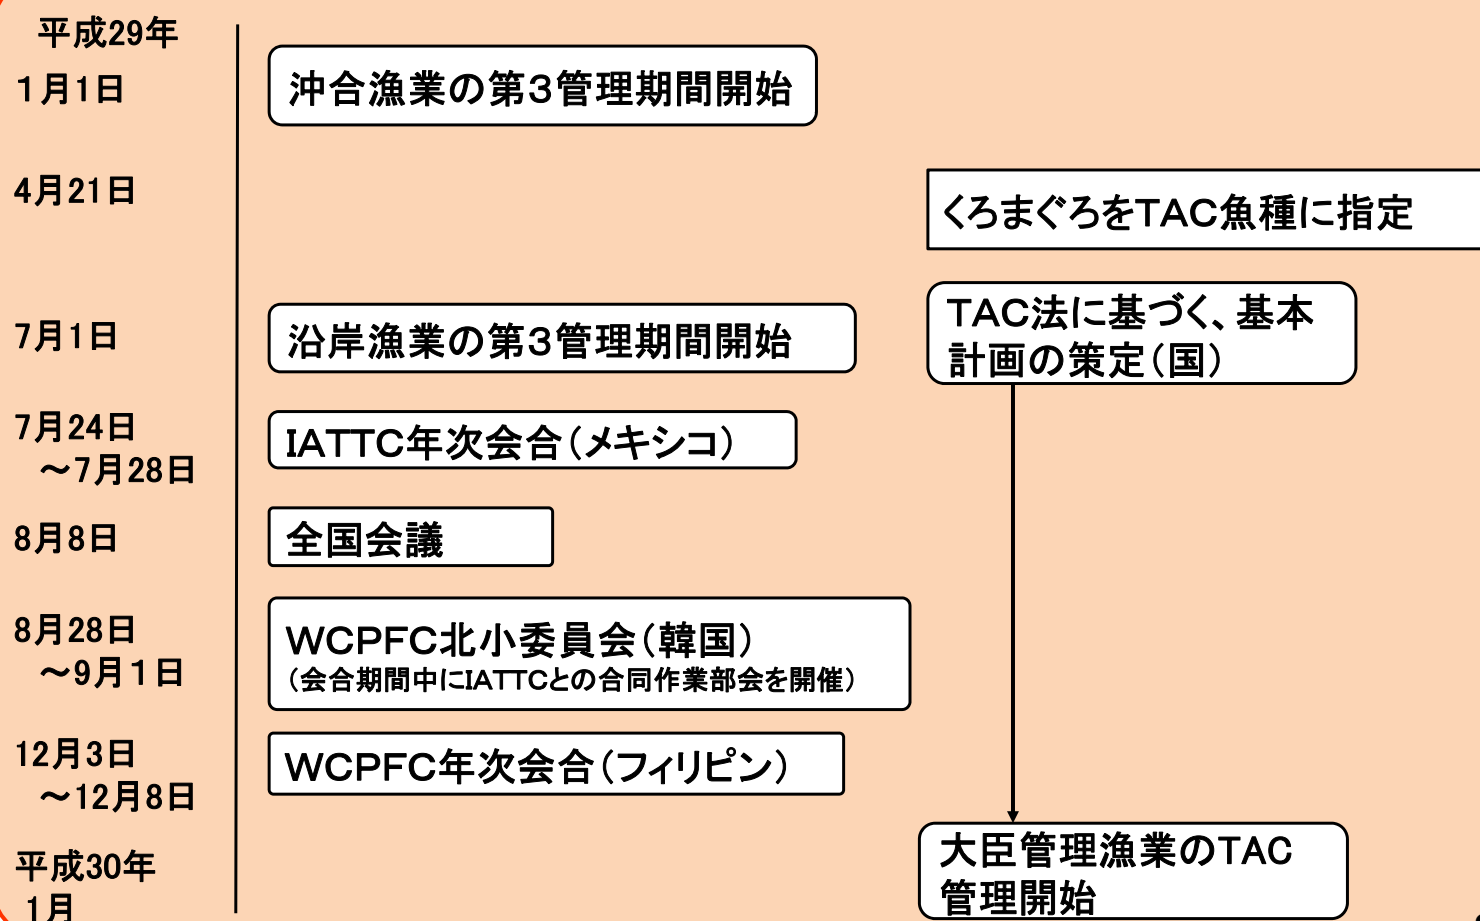 平成29年
1月1日
沖合漁業の第3管理期間開始
4月21日
くろまぐろをTAC魚種に指定
7月1日
沿岸漁業の第3管理期間開始
TAC法に基づく、基本
計画の策定(国)
7月24日
～7月28日
IATTC年次会合(メキシコ)
8月8日
全国会議
8月28日
～9月1日
WCPFC北小委員会(韓国)
(会合期間中にIATTCとの合同作業部会を開催)
12月3日
～12月8日
WCPFC年次会合(フィリピン)
平成30年
1月
大臣管理漁業のTAC
管理開始